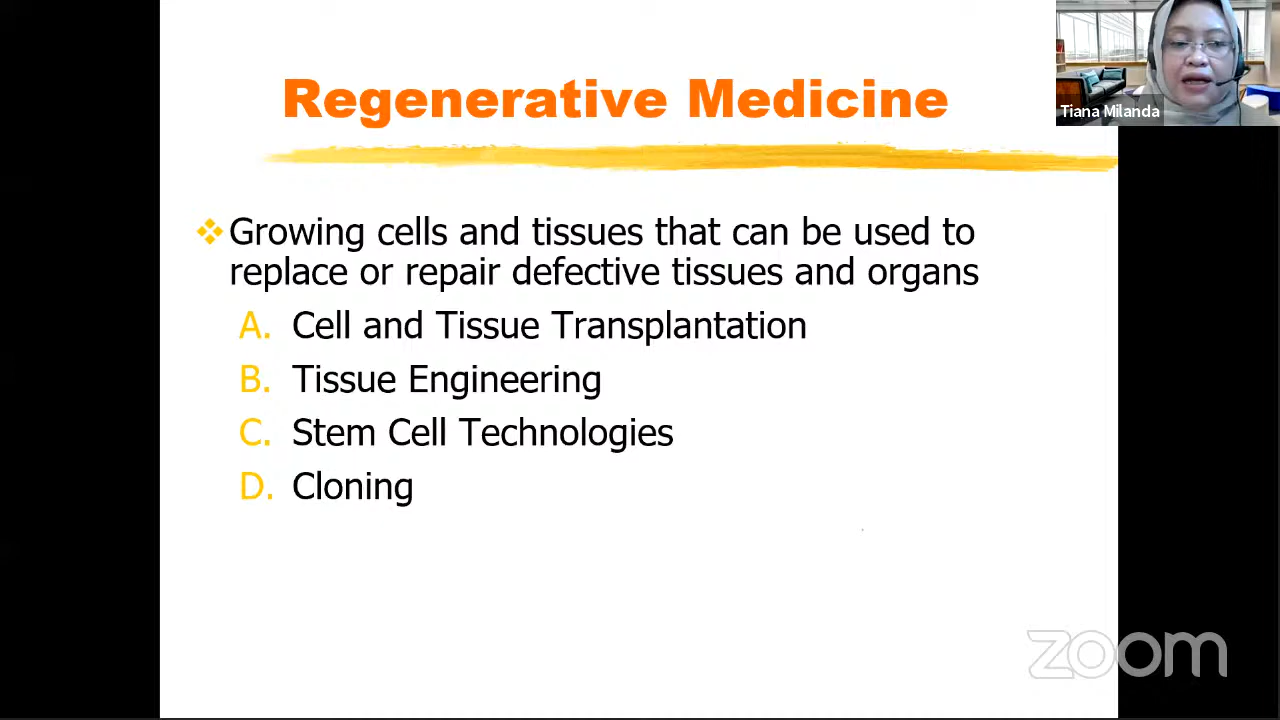 Regenerative Medicine
Tiana Milanda
Growing cells and tissues that can be used to
replace or repair defective tissues and organs
A. Cell and Tissue Transplantation
B. Tissue Engineering
C. Stem Cell Technologies
D. Cloning
zoom